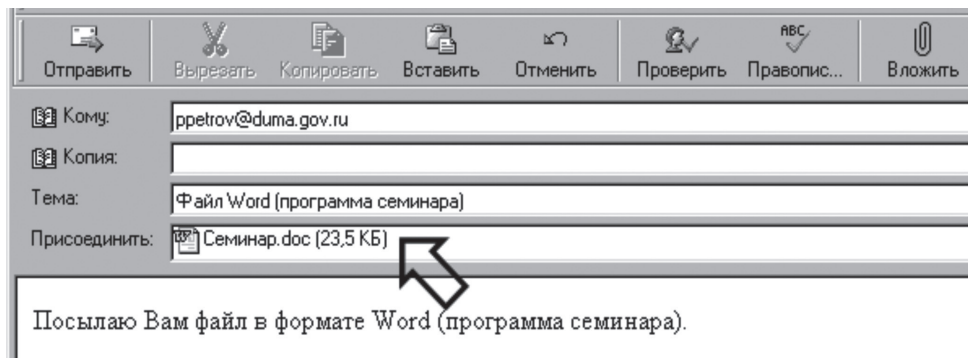 Отправить Вырезать Копировать Вставить Отменить Проверить ABC Правопис... Вложить
Кому: ppetrov@duma.gov.ru
Копия:
Тема: Файл Word (программа семинара)
Присоединить: Семинар.doc (23,5 КБ)
Посылаю Вам файл в формате Word (программа семинара).